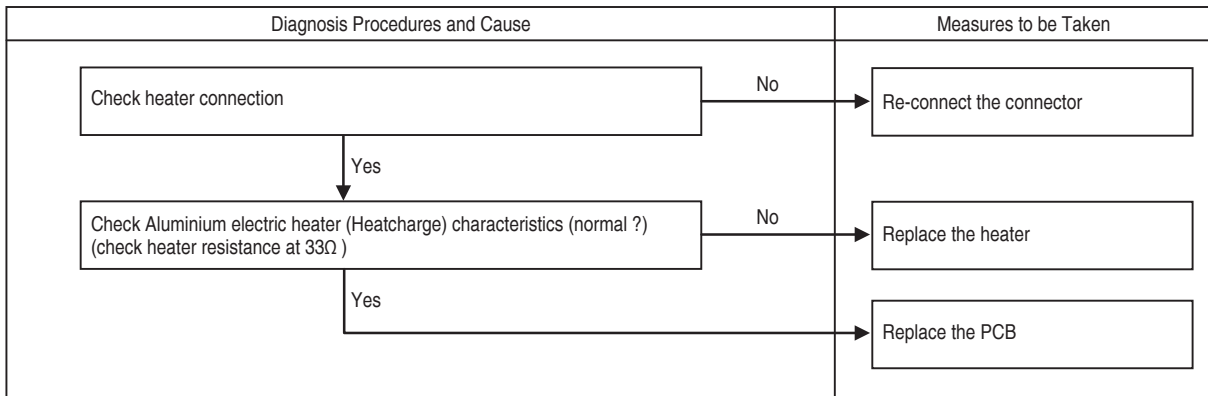 Diagnosis Procedures and Cause
Measures to be Taken
Check heater connection
No
Re-connect the connector
Yes
Check Aluminium electric heater (Heatcharge) characteristics (normal ?)
(check heater resistance at 33Ω )
No
Replace the heater
Yes
Replace the PCB